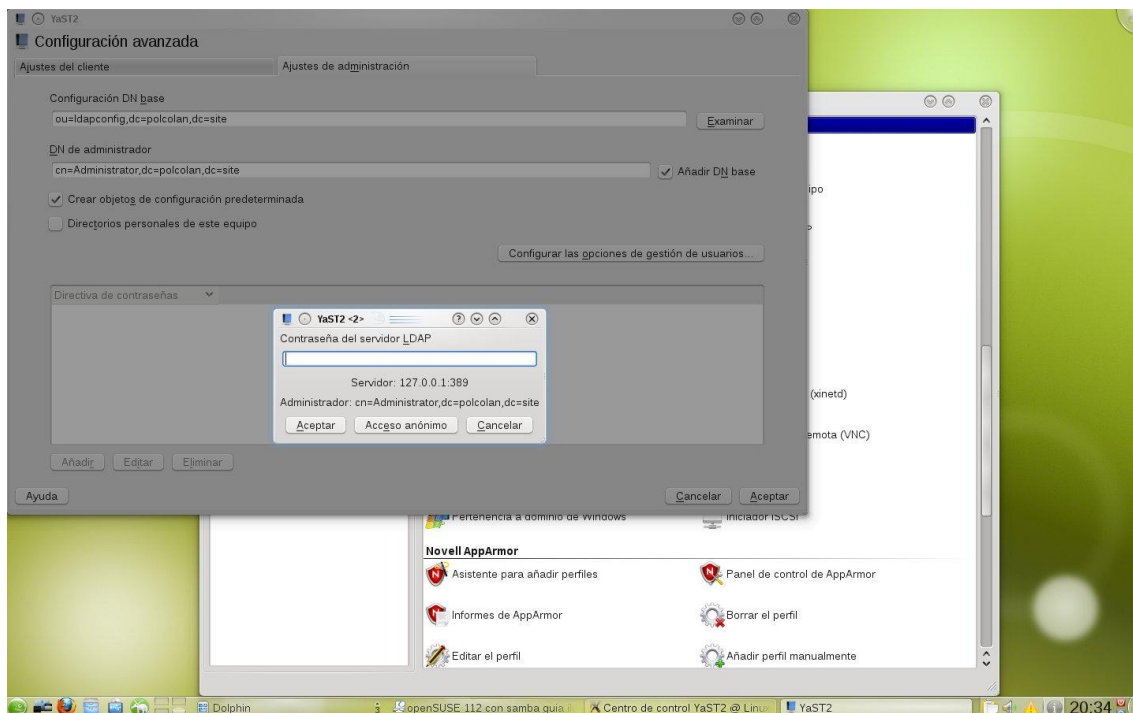 YaST2
Configuración avanzada
Ajustes del cliente
Ajustes de administración
Configuración DN base
ou=ldapconfig,dc=polcolan,dc=site
Examinar
DN de administrador
cn=Administrator,dc=polcolan,dc=site
Añadir DN base
Crear objetos de configuración predeterminada
Directorios personales de este equipo
Configurar las opciones de gestión de usuarios...
Directiva de contraseñas
YaST2 <2>
Contraseña del servidor LDAP
Servidor: 127.0.0.1:389
Administrador: cn=Administrator,dc=polcolan,dc=site
Aceptar
Acceso anónimo
Cancelar
Añadir
Editar
Eliminar
Ayuda
Cancelar
Aceptar
ipo
(xinetd)
emota (VNC)
Pertenencia a dominio de Windows
Iniciador iSCSI
Novell AppArmor
Asistente para añadir perfiles
Panel de control de AppArmor
Informes de AppArmor
Borrar el perfil
Editar el perfil
Añadir perfil manualmente
Dolphin
openSUSE 112 con samba guia
Centro de control YaST2 @ Linu
YaST2
20:34